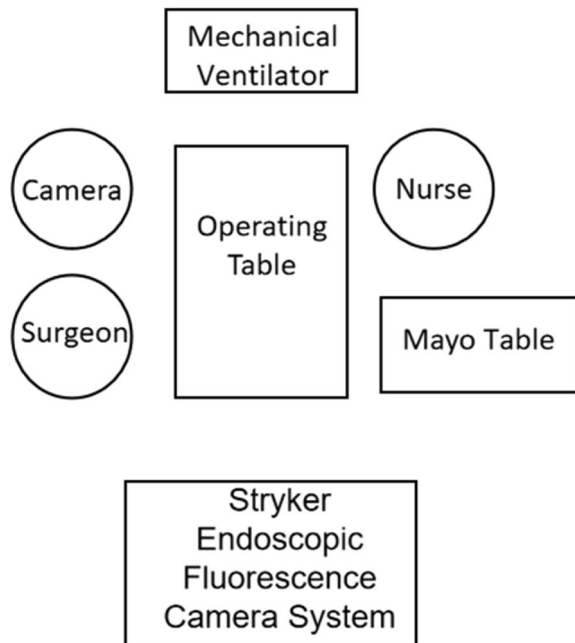 Mechanical
Ventilator
Camera
Operating
Table
Nurse
Surgeon
Mayo Table
Stryker
Endoscopic
Fluorescence
Camera System